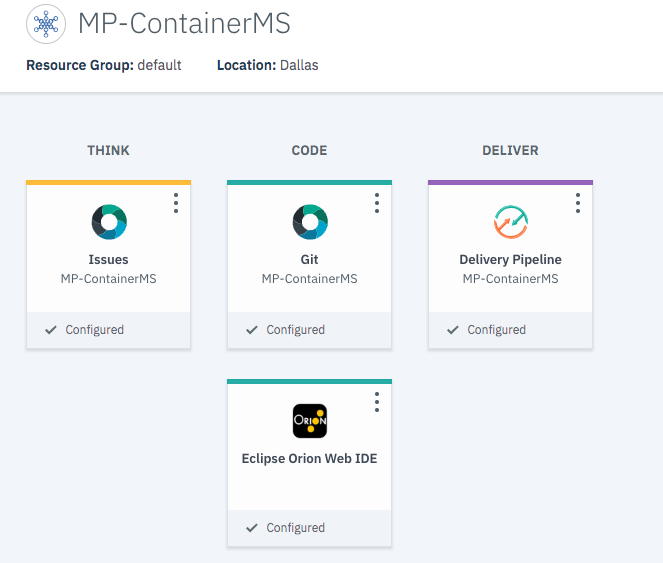 MP-ContainerMS
Resource Group: default Location: Dallas
THINK
Issues
MP-ContainerMS
Configured
CODE
Git
MP-ContainerMS
Configured
ORION
Eclipse Orion Web IDE
Configured
DELIVER
Delivery Pipeline
MP-ContainerMS
Configured